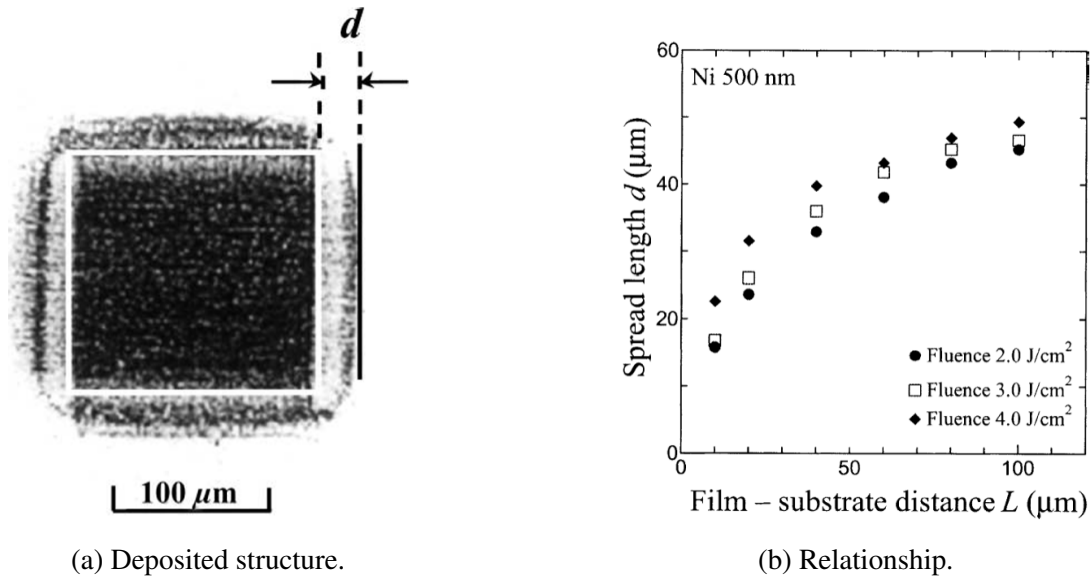 d
100 μm
(a) Deposited structure.
60
40
20
0
0
50
100
Ni 500 nm
Spread length d (μm)
Fluence 2.0 J/cm²
Fluence 3.0 J/cm²
Fluence 4.0 J/cm²
Film – substrate distance L (μm)
(b) Relationship.